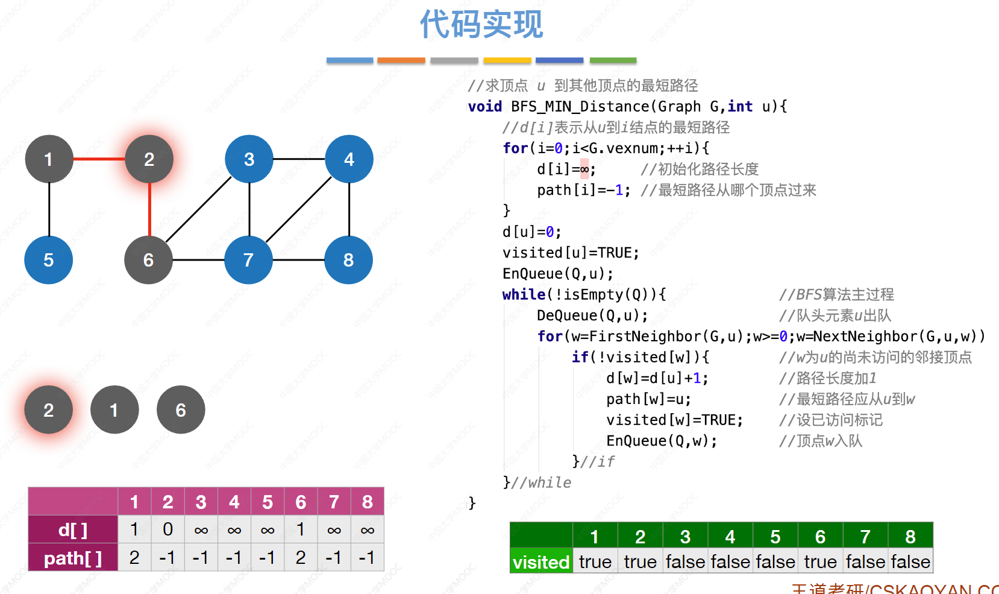 代码实现
//求顶点 u 到其他顶点的最短路径
void BFS_MIN_Distance(Graph G,int u){
//d[i]表示从u到i结点的最短路径
for(i=0;i<G.vexnum;++i){
d[i]=∞; //初始化路径长度
path[i]=-1; //最短路径从哪个顶点过来
}
d[u]=0;
visited[u]=TRUE;
EnQueue(Q,u);
while(!isEmpty(Q)){ //BFS算法主过程
DeQueue(Q,u); //队头元素u出队
for(w=FirstNeighbor(G,u);w>=0;w=NextNeighbor(G,u,w))
if(!visited[w]){ //w为u的尚未访问的邻接顶点
d[w]=d[u]+1; //路径长度加1
path[w]=u; //最短路径应从u到w
visited[w]=TRUE; //设已访问标记
EnQueue(Q,w); //顶点w入队
}//if
}//while
}
1 2 3 4
5 6 7 8
2 1 6
1 2 3 4 5 6 7 8
d[ ] 1 0 ∞ ∞ ∞ 1 ∞ ∞
path[ ] 2 -1 -1 -1 -1 2 -1 -1
1 2 3 4 5 6 7 8
visited true true false false false true false false
王道考研/CSKAOYAN.CO
中国大学MOOC